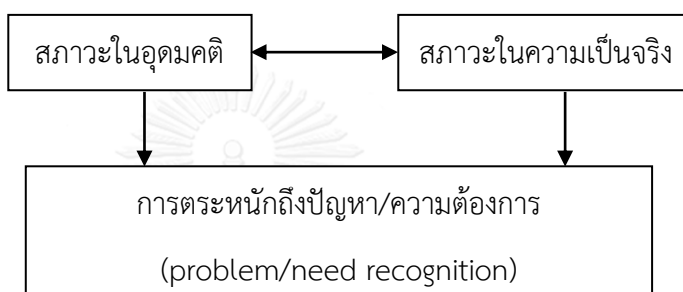 สภาวะในอุดมคติ
สภาวะในความเป็นจริง
การตระหนักถึงปัญหา/ความต้องการ
(problem/need recognition)